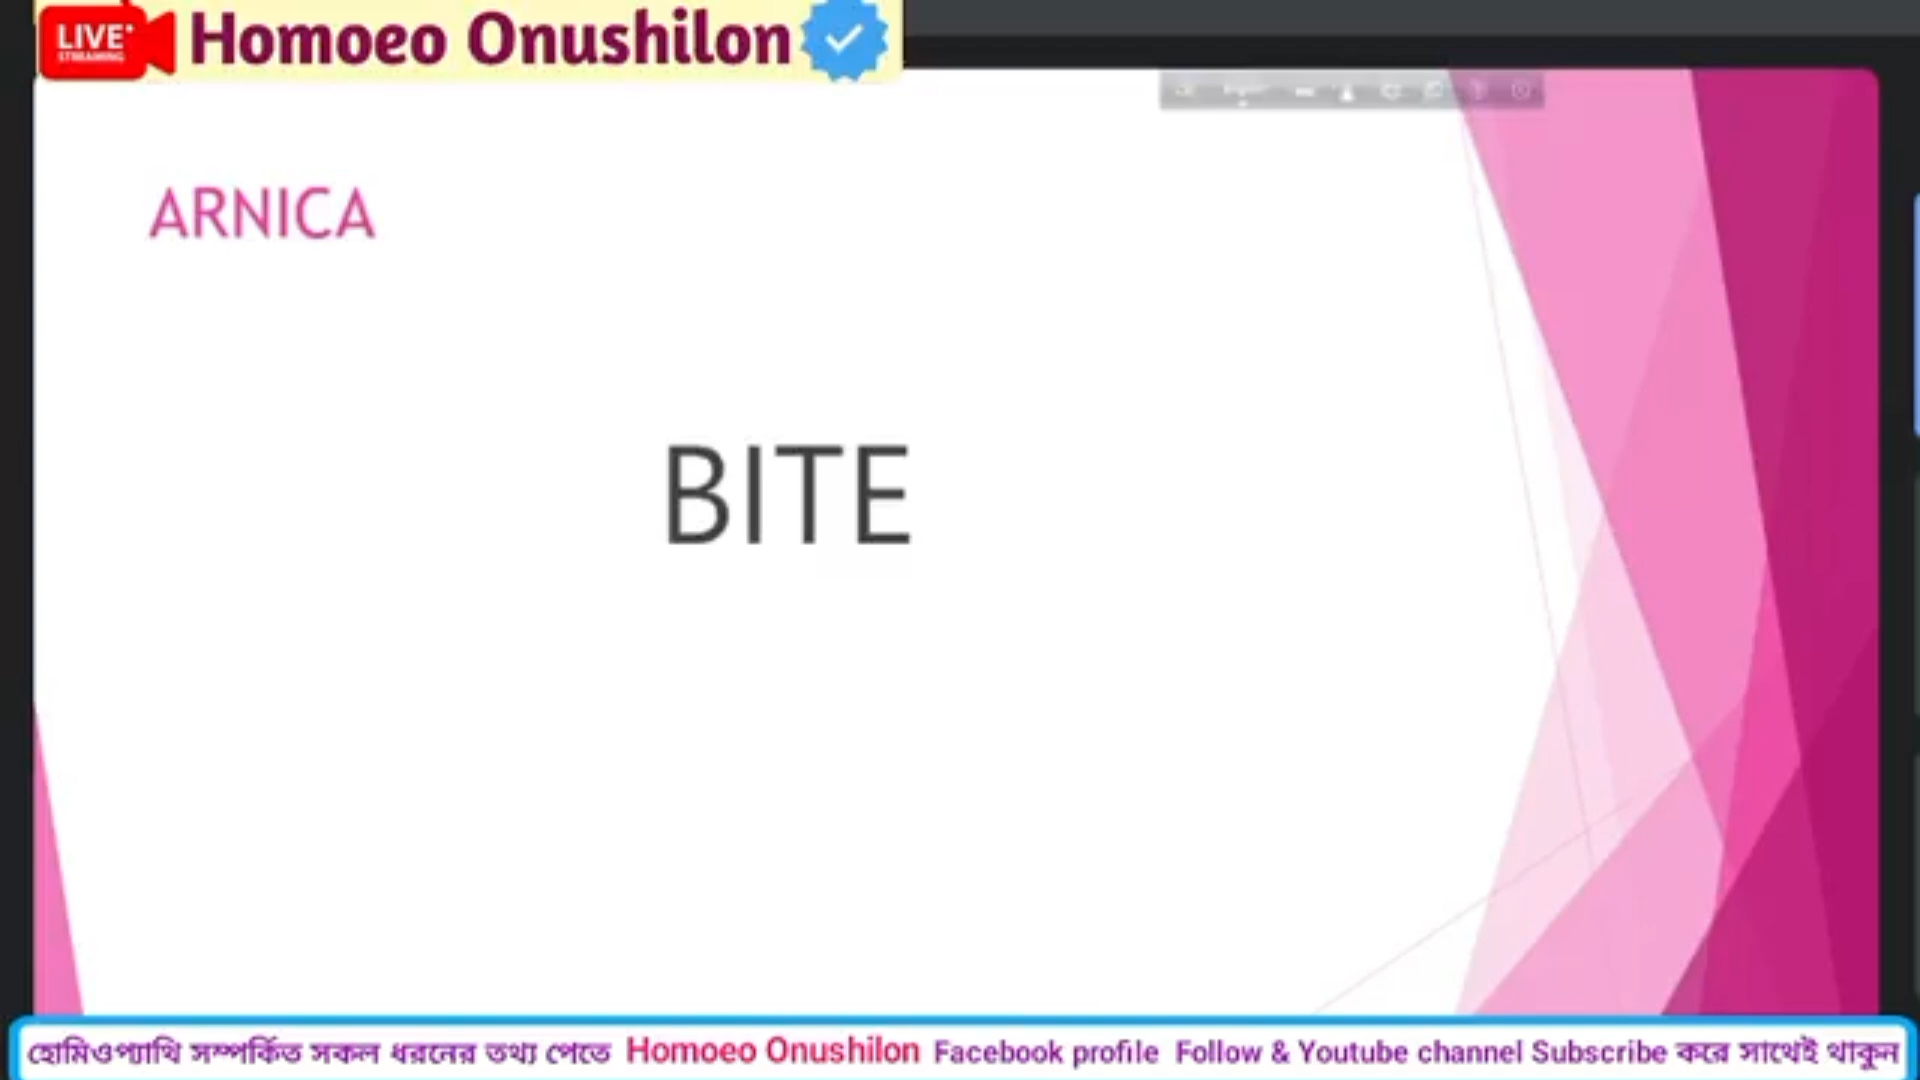 LIVE
STREAMING
Homoeo Onushilon
ARNICA
BITE
হোমিওপ্যাথি সম্পর্কিত সকল ধরনের তথ্য পেতে Homoeo Onushilon Facebook profile Follow & Youtube channel Subscribe করে সাথেই থাকুন